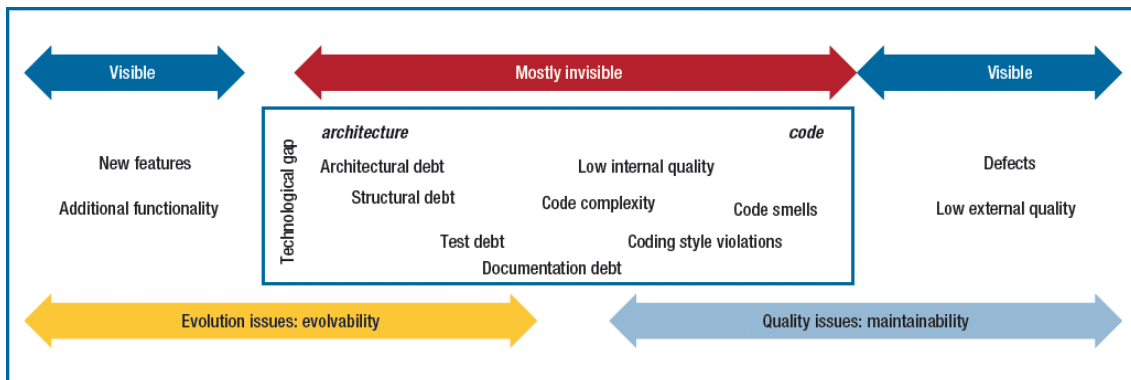 Visible
Mostly invisible
Visible
New features
Additional functionality
Technological gap
architecture
code
Architectural debt
Low internal quality
Structural debt
Code complexity
Code smells
Test debt
Coding style violations
Documentation debt
Defects
Low external quality
Evolution issues: evolvability
Quality issues: maintainability